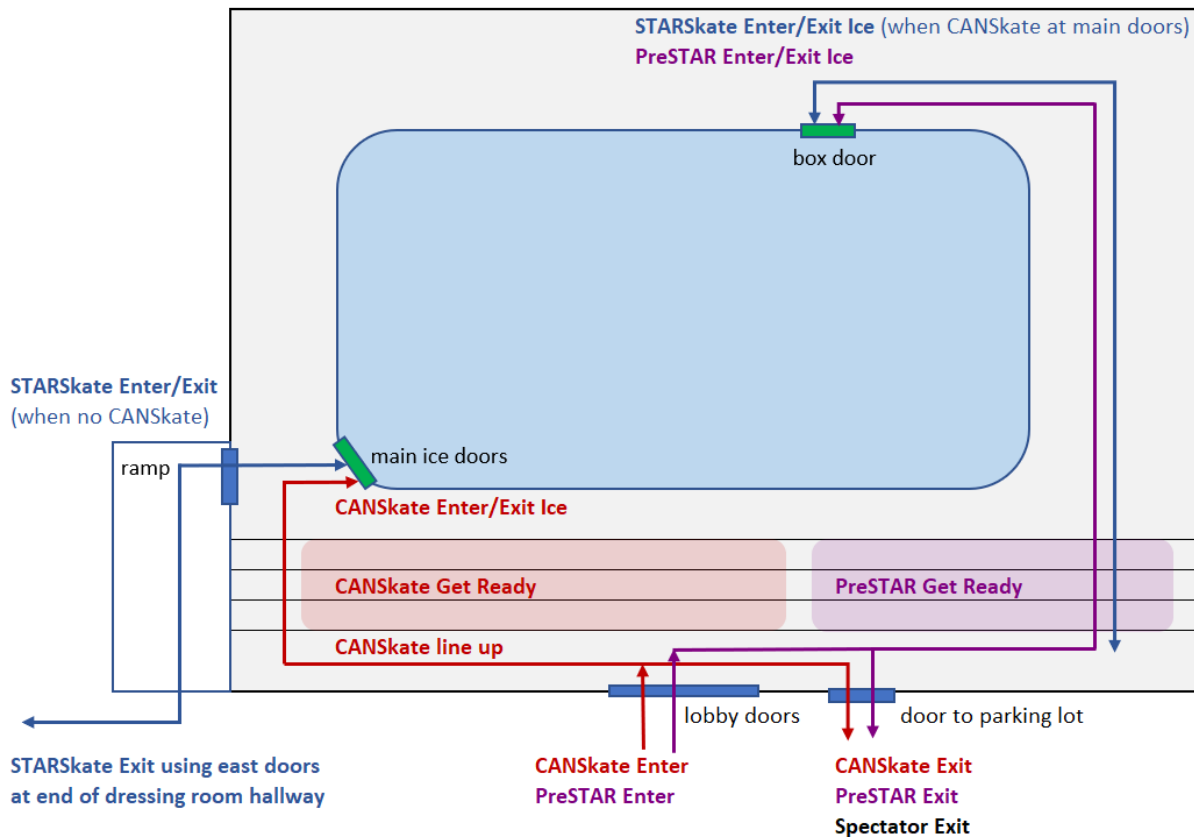 STARSkate Enter/Exit Ice (when CANSkate at main doors)
PreSTAR Enter/Exit Ice
box door
STARSkate Enter/Exit
(when no CANSkate)
ramp
main ice doors
CANSkate Enter/Exit Ice
CANSkate Get Ready
PreSTAR Get Ready
CANSkate line up
lobby doors
door to parking lot
STARSkate Exit using east doors
at end of dressing room hallway
CANSkate Enter
PreSTAR Enter
CANSkate Exit
PreSTAR Exit
Spectator Exit